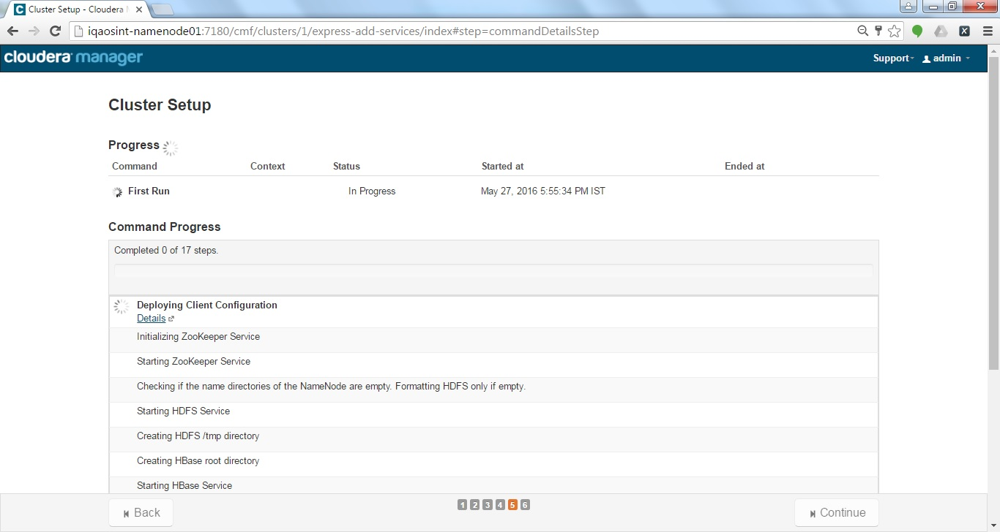 Cluster Setup - Cloudera
iqaosint-namenode01:7180/cmf/clusters/1/express-add-services/index#step=commandDetailsStep
cloudera manager
Support
admin
Cluster Setup
Progress
Command Context Status Started at Ended at
First Run In Progress May 27, 2016 5:55:34 PM IST
Command Progress
Completed 0 of 17 steps.
Deploying Client Configuration
Details
Initializing ZooKeeper Service
Starting ZooKeeper Service
Checking if the name directories of the NameNode are empty. Formatting HDFS only if empty.
Starting HDFS Service
Creating HDFS /tmp directory
Creating HBase root directory
Starting HBase Service
Back
1 2 3 4 5 6
Continue